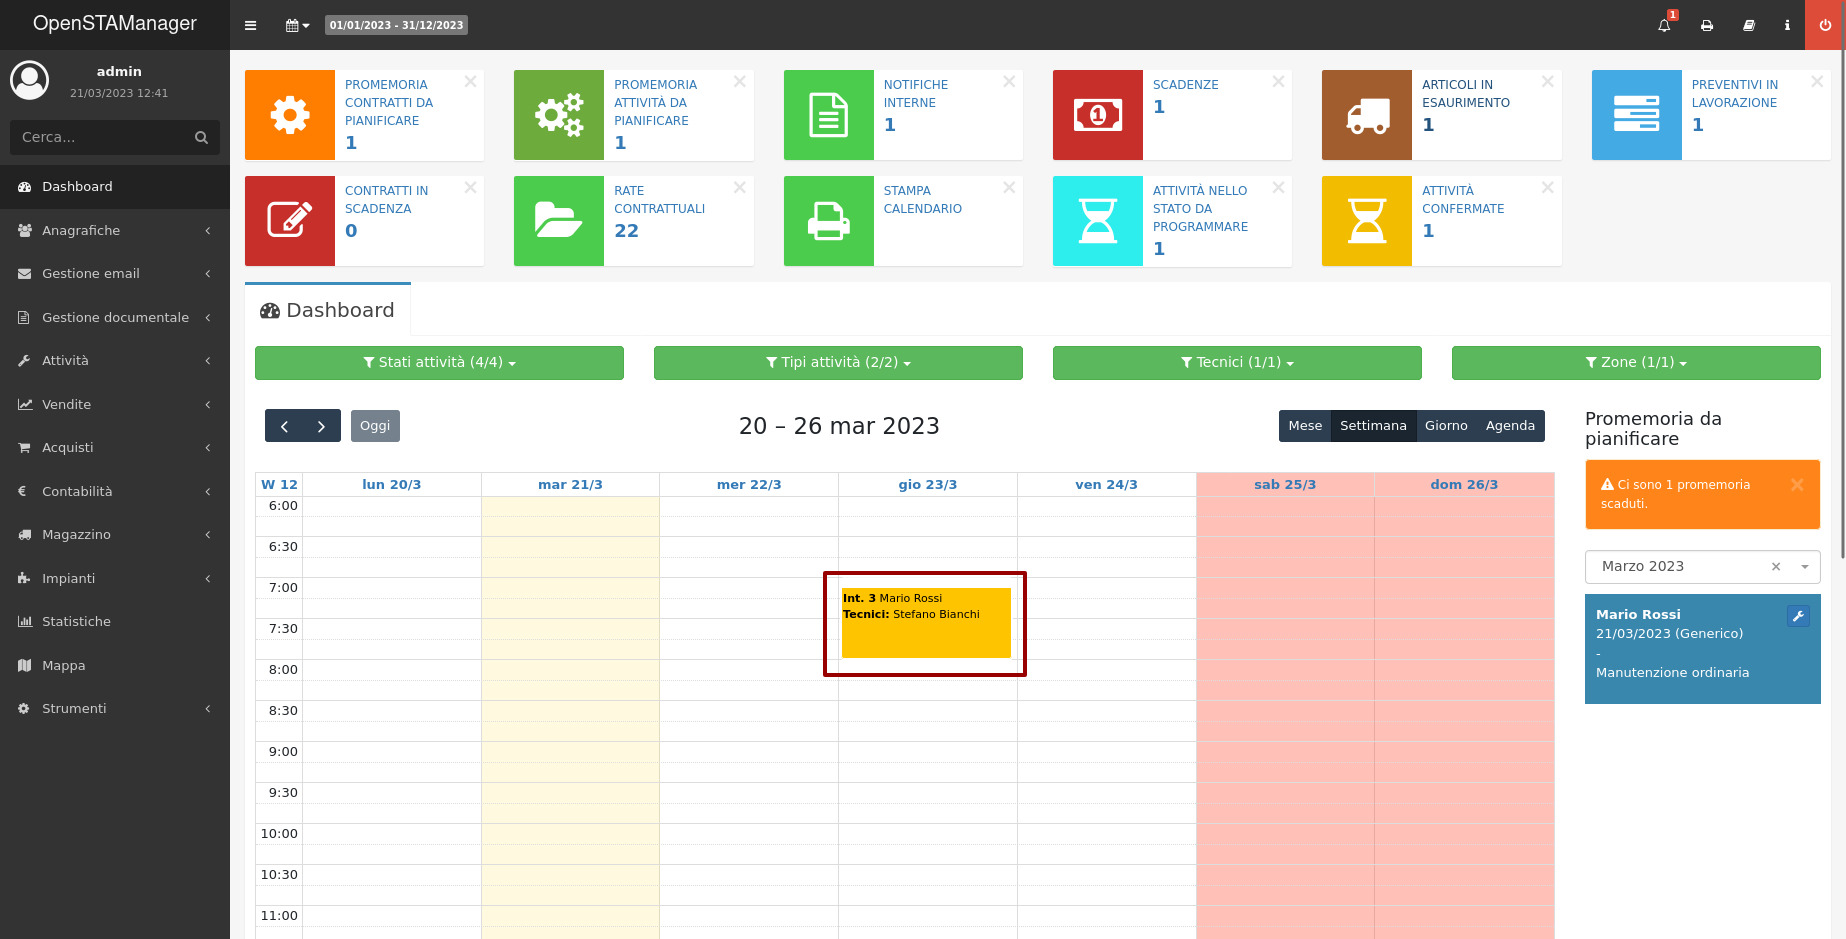 OpenSTAManager
01/01/2023 - 31/12/2023
1
admin
21/03/2023 12:41
Cerca...
Dashboard
Anagrafiche
Gestione email
Gestione documentale
Attività
Vendite
Acquisti
Contabilità
Magazzino
Impianti
Statistiche
Mappa
Strumenti
PROMEMORIA
CONTRATTI DA
PIANIFICARE
1
PROMEMORIA
ATTIVITÀ DA
PIANIFICARE
1
NOTIFICHE
INTERNE
1
SCADENZE
1
ARTICOLI IN
ESAURIMENTO
1
PREVENTIVI IN
LAVORAZIONE
1
CONTRATTI IN
SCADENZA
0
RATE
CONTRATTUALI
22
STAMPA
CALENDARIO
ATTIVITÀ NELLO
STATO DA
PROGRAMMARE
1
ATTIVITÀ
CONFERMATE
1
Dashboard
Stati attività (4/4)
Tipi attività (2/2)
Tecnici (1/1)
Zone (1/1)
Oggi
20 – 26 mar 2023
Mese Settimana Giorno Agenda
W 12 lun 20/3 mar 21/3 mer 22/3 gio 23/3 ven 24/3 sab 25/3 dom 26/3
6:00
6:30
7:00
7:30
8:00
8:30
9:00
9:30
10:00
10:30
11:00
Int. 3 Mario Rossi
Tecnici: Stefano Bianchi
Promemoria da
pianificare
Ci sono 1 promemoria
scaduti.
Marzo 2023
Mario Rossi
21/03/2023 (Generico)
-
Manutenzione ordinaria